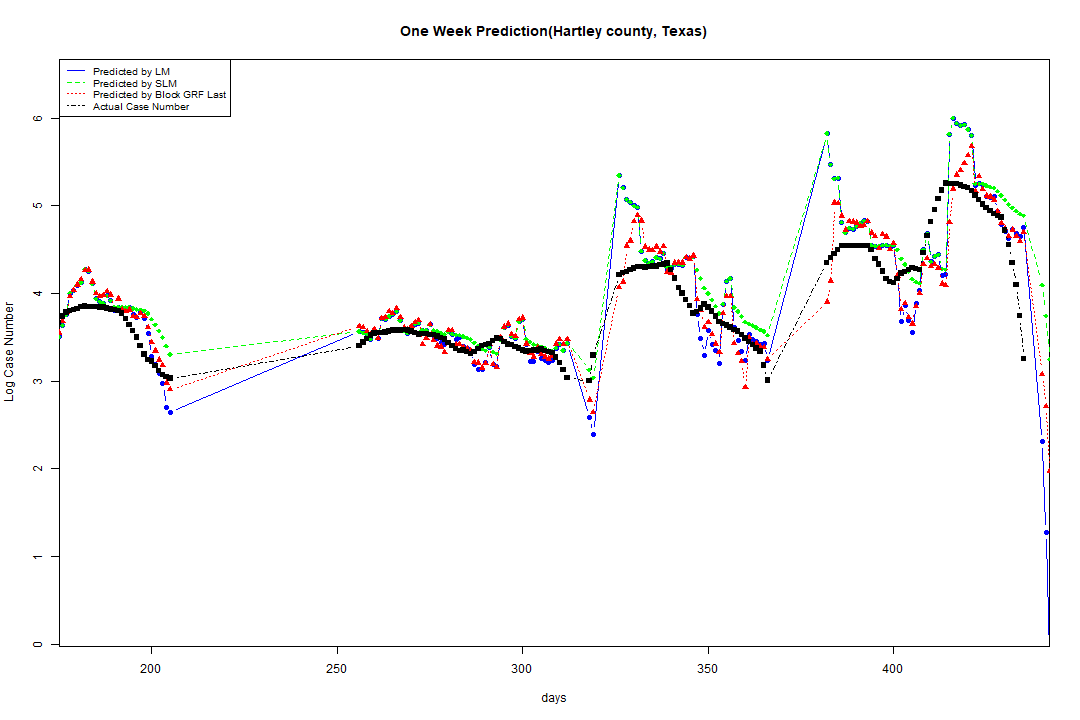 One Week Prediction(Hartley county, Texas)
Predicted by LM
Predicted by SLM
Predicted by Block GRF Last
Actual Case Number
6
5
4
3
2
1
0
Log Case Number
200
250
300
350
400
days